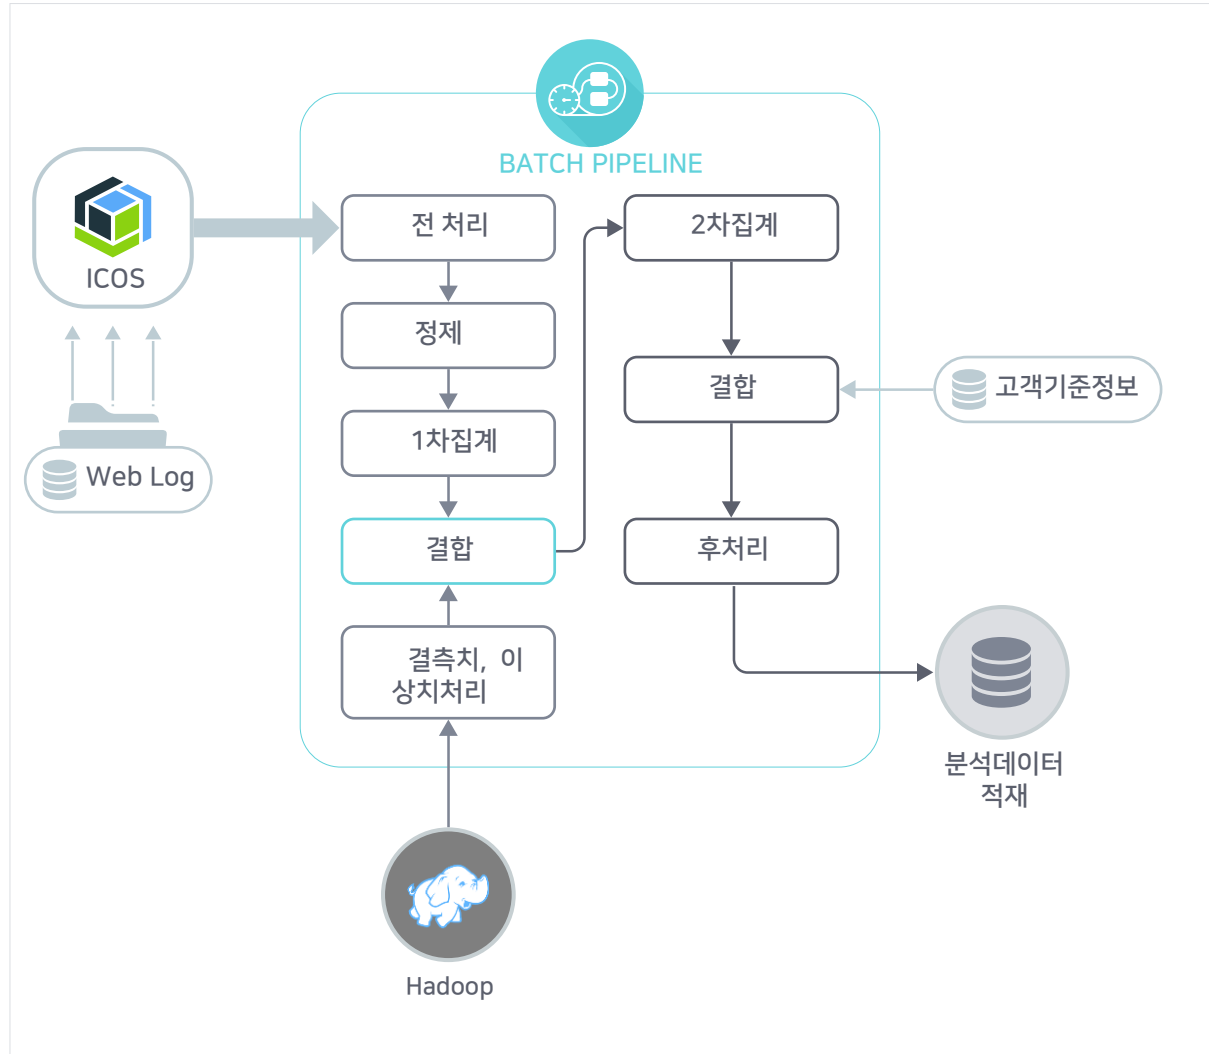 BATCH PIPELINE
ICOS
Web Log
전 처리
정제
1차집계
결합
결측치, 이
상치처리
Hadoop
2차집계
결합
후처리
고객기준정보
분석데이터
적재